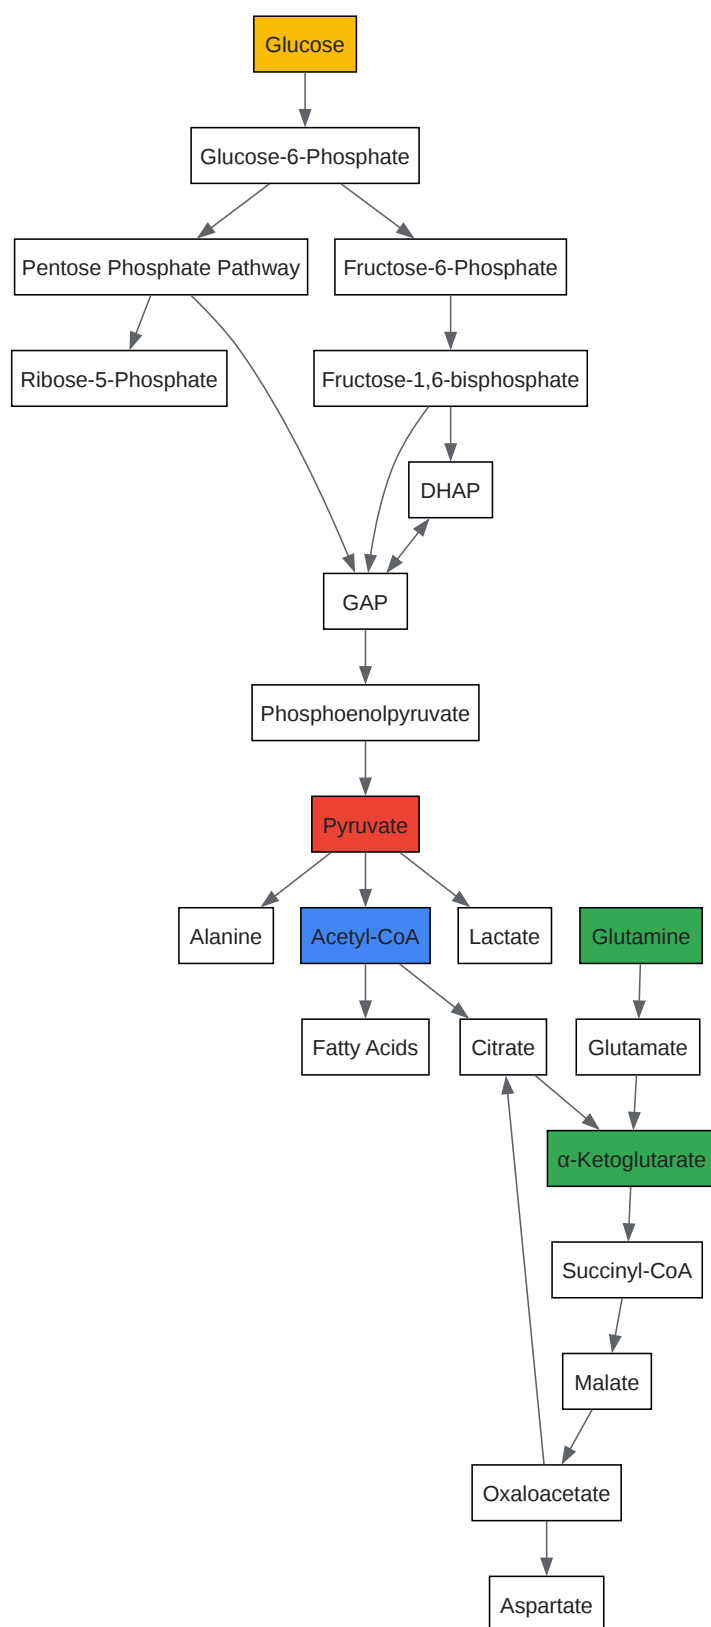 Glucose
Glucose-6-Phosphate
Pentose Phosphate Pathway
Fructose-6-Phosphate
Ribose-5-Phosphate
Fructose-1,6-bisphosphate
DHAP
GAP
Phosphoenolpyruvate
Pyruvate
Alanine
Acetyl-CoA
Lactate
Glutamine
Fatty Acids
Citrate
Glutamate
α-Ketoglutarate
Succinyl-CoA
Malate
Oxaloacetate
Aspartate